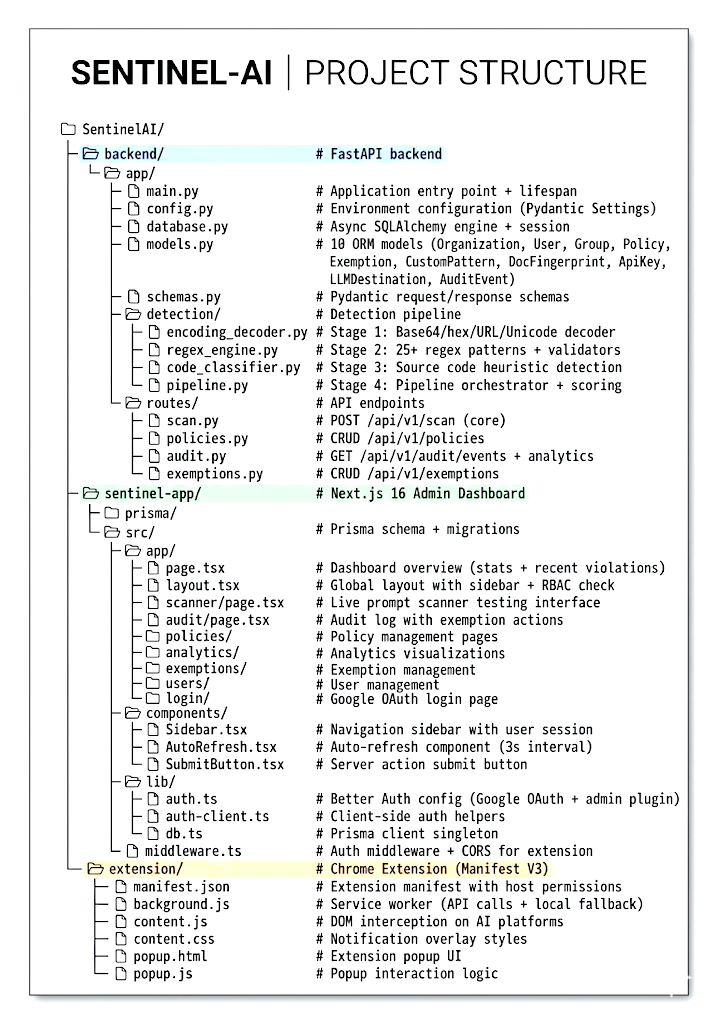 SENTINEL-AI | PROJECT STRUCTURE
SentinelAI/
backend/ # FastAPI backend
app/
main.py # Application entry point + lifespan
config.py # Environment configuration (Pydantic Settings)
database.py # Async SQLAlchemy engine + session
models.py # 10 ORM models (Organization, User, Group, Policy,
Exemption, CustomPattern, DocFingerprint, ApiKey,
LLMDestination, AuditEvent)
schemas.py # Pydantic request/response schemas
detection/ # Detection pipeline
encoding_decoder.py # Stage 1: Base64/hex/URL/Unicode decoder
regex_engine.py # Stage 2: 25+ regex patterns + validators
code_classifier.py # Stage 3: Source code heuristic detection
pipeline.py # Stage 4: Pipeline orchestrator + scoring
routes/ # API endpoints
scan.py # POST /api/v1/scan (core)
policies.py # CRUD /api/v1/policies
audit.py # GET /api/v1/audit/events + analytics
exemptions.py # CRUD /api/v1/exemptions
sentinel-app/ # Next.js 16 Admin Dashboard
prisma/
src/ # Prisma schema + migrations
app/
page.tsx # Dashboard overview (stats + recent violations)
layout.tsx # Global layout with sidebar + RBAC check
scanner/page.tsx # Live prompt scanner testing interface
audit/page.tsx # Audit log with exemption actions
policies/ # Policy management pages
analytics/ # Analytics visualizations
exemptions/ # Exemption management
users/ # User management
login/ # Google OAuth login page
components/
Sidebar.tsx # Navigation sidebar with user session
AutoRefresh.tsx # Auto-refresh component (3s interval)
SubmitButton.tsx # Server action submit button
lib/
auth.ts # Better Auth config (Google OAuth + admin plugin)
auth-client.ts # Client-side auth helpers
db.ts # Prisma client singleton
middleware.ts # Auth middleware + CORS for extension
extension/ # Chrome Extension (Manifest V3)
manifest.json # Extension manifest with host permissions
background.js # Service worker (API calls + local fallback)
content.js # DOM interception on AI platforms
content.css # Notification overlay styles
popup.html # Extension popup UI
popup.js # Popup interaction logic